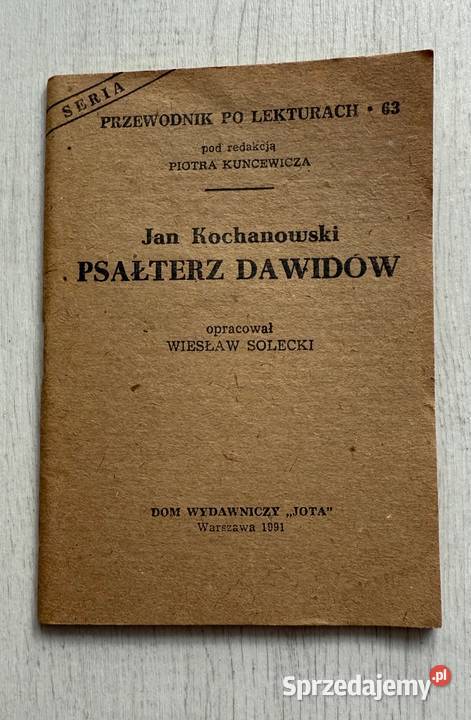 SERIA
PRZEWODNIK PO LEKTURACH • 63
pod redakcją
PIOTRA KUNCEWICZA
Jan Kochanowski
PSAŁTERZ DAWIDÓW
opracował
WIESŁAW SOLECKI
DOM WYDAWNICZY „JOTA"
Warszawa 1991
Sprzedajemy.pl